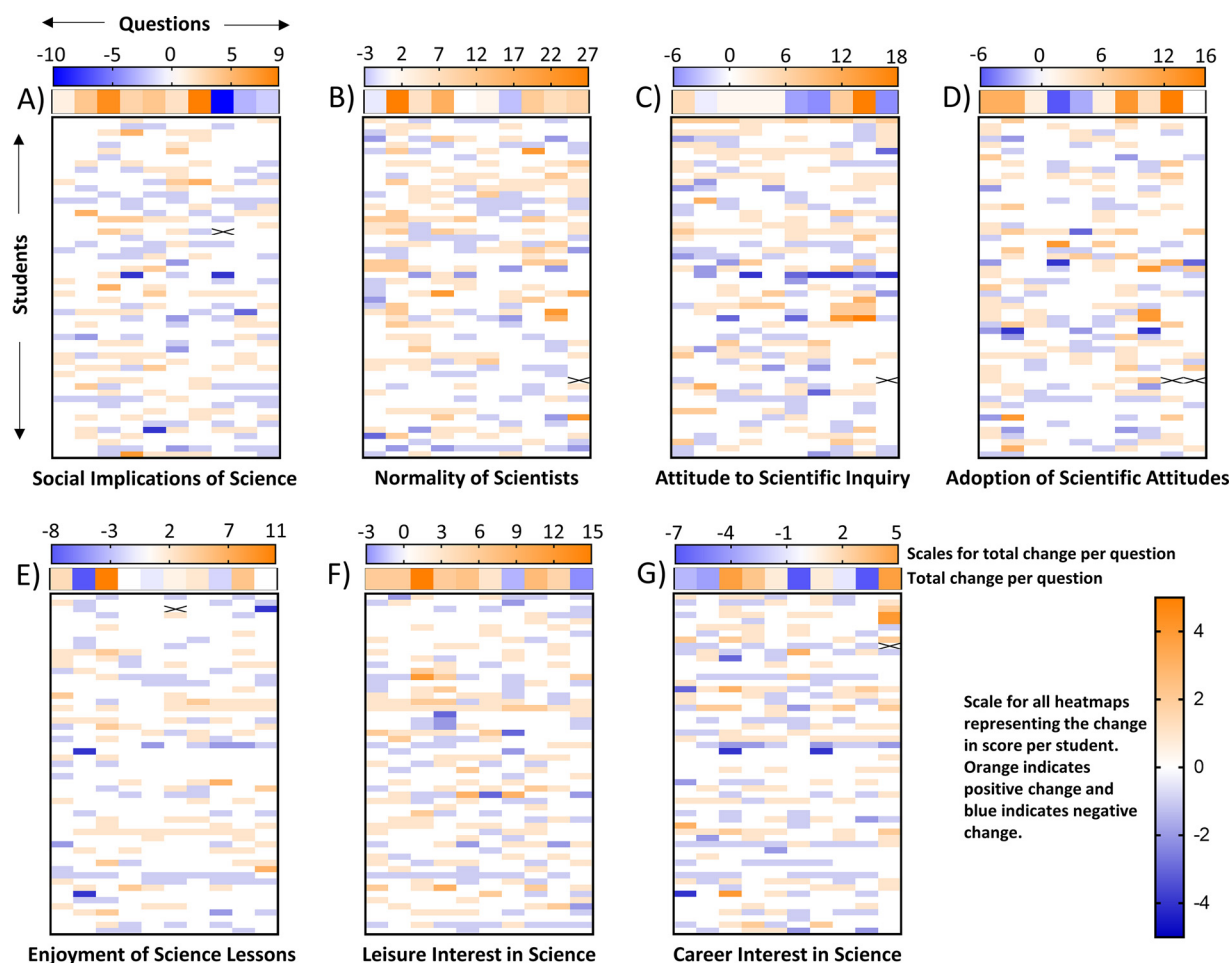 Questions
-10 -5 0 5 9
-3 2 7 12 17 22 27
-6 0 6 12 18
-6 0 6 12 16
A)
B)
C)
D)
Students
Social Implications of Science
Normality of Scientists
Attitude to Scientific Inquiry
Adoption of Scientific Attitudes
-8 -3 2 7 11
-3 0 3 6 9 12 15
-7 -4 -1 2 5
Scales for total change per question
E)
F)
G)
Total change per question
4
2
0
-2
-4
Scale for all heatmaps
representing the change
in score per student.
Orange indicates
positive change and
blue indicates negative
change.
Enjoyment of Science Lessons
Leisure Interest in Science
Career Interest in Science